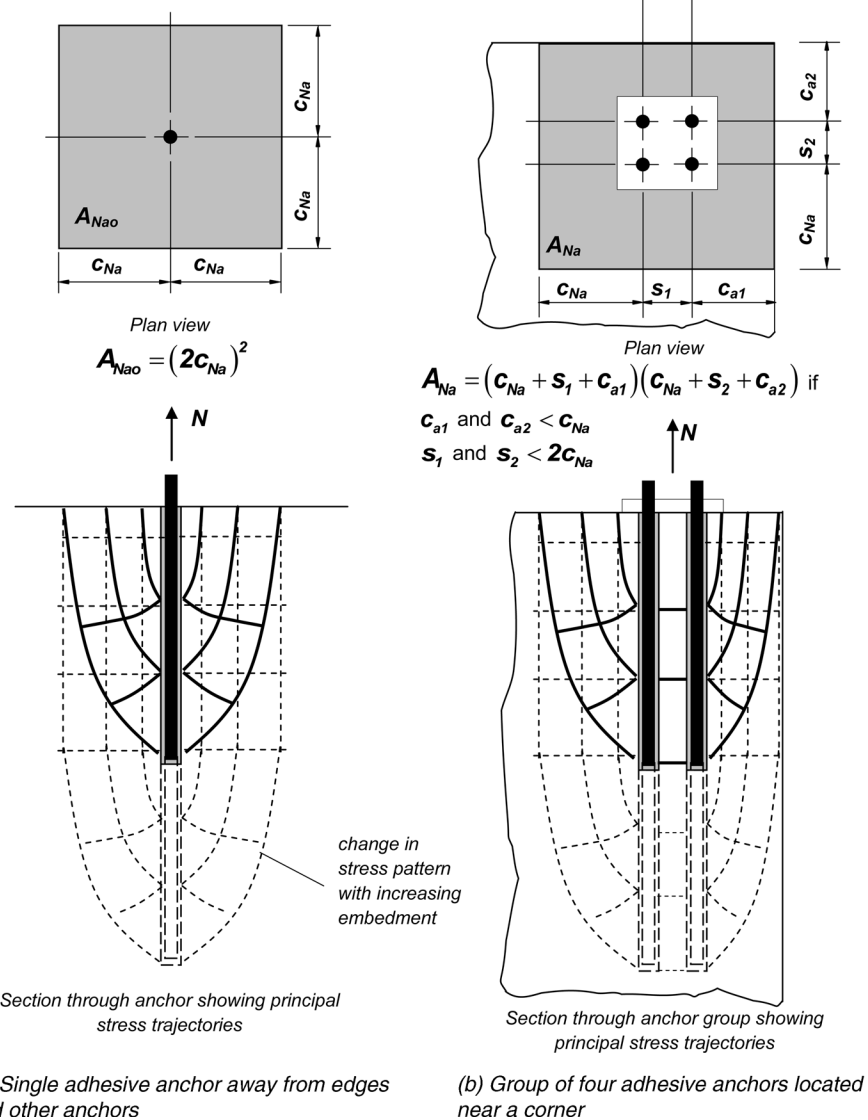 c_Na
c_Na
A_Nao
c_Na c_Na
Plan view
A_Nao = (2c_Na)^2
N
change in
stress pattern
with increasing
embedment
Section through anchor showing principal
stress trajectories
Single adhesive anchor away from edges
other anchors
c_a2
s_2
c_Na
A_Na
c_Na s_1 c_a1
Plan view
A_Na = (c_Na + s_1 + c_a1)(c_Na + s_2 + c_a2) if
c_a1 and c_a2 < c_Na
s_1 and s_2 < 2c_Na
N
Section through anchor group showing
principal stress trajectories
(b) Group of four adhesive anchors located
near a corner